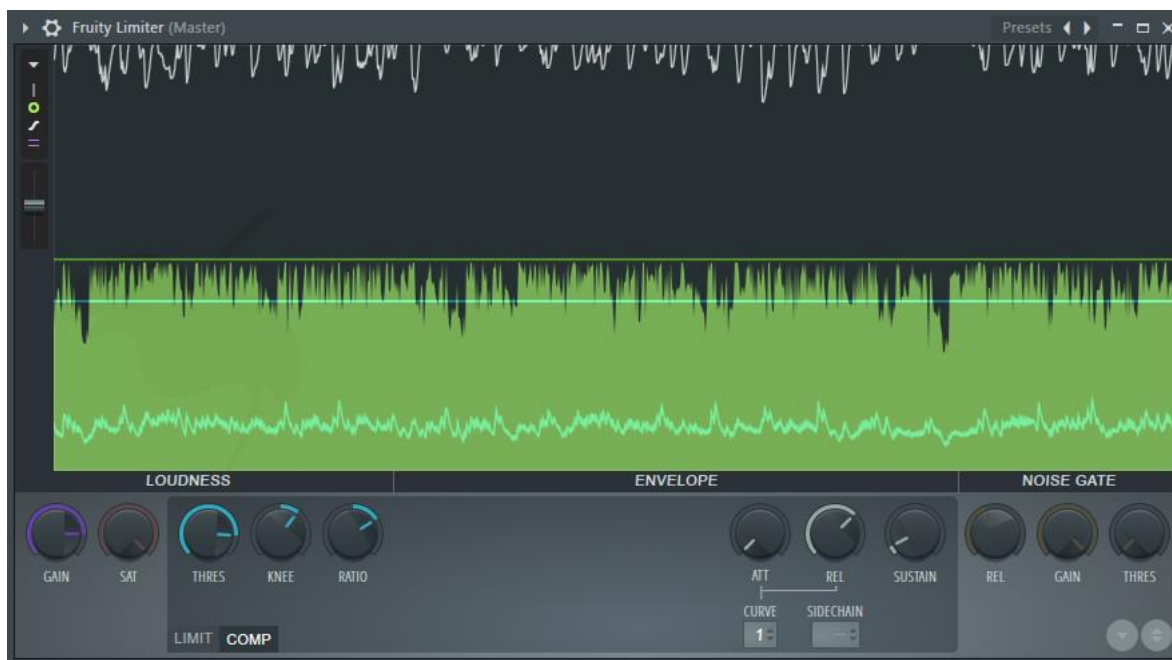 Fruity Limiter (Master) Presets
LOUDNESS ENVELOPE NOISE GATE
GAIN SAT THRES KNEE RATIO ATT REL SUSTAIN REL GAIN THRES
CURVE SIDECHAIN
LIMIT COMP 1 --